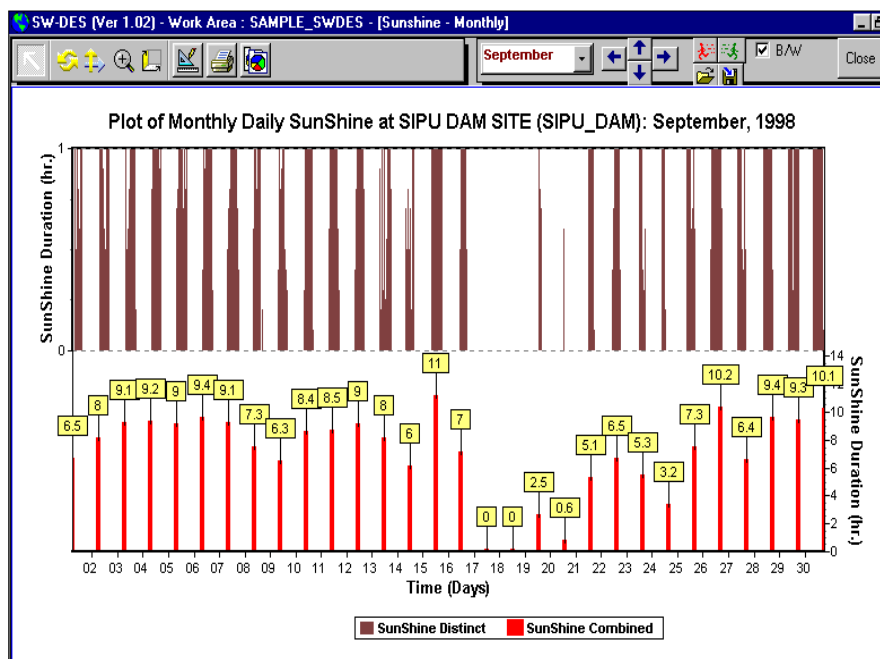 SW-DES (Ver 1.02) - Work Area : SAMPLE_SWDES - [Sunshine - Monthly]
September
B/W
Close
Plot of Monthly Daily SunShine at SIPU DAM SITE (SIPU_DAM): September, 1998
SunShine Duration (hr.)
1
0
6.5 8 9.1 9.2 9 9.4 9.1 7.3 6.3 8.4 8.5 9 8 6 11 7 0 0 2.5 0.6 5.1 6.5 5.3 3.2 7.3 10.2 6.4 9.4 9.3 10.1
14
12
10
8
6
4
2
0
SunShine Duration (hr.)
02 03 04 05 06 07 08 09 10 11 12 13 14 15 16 17 18 19 20 21 22 23 24 25 26 27 28 29 30
Time (Days)
SunShine Distinct SunShine Combined